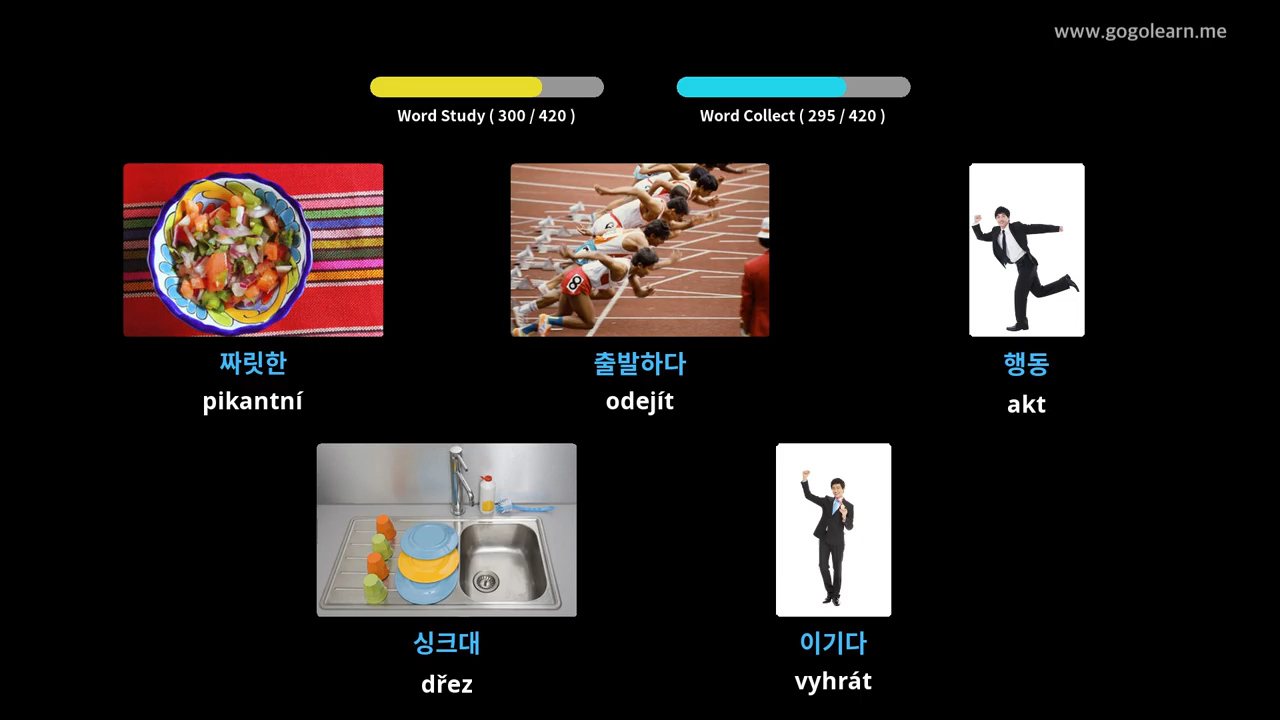 www.gogolearn.me
Word Study ( 300 / 420 )
Word Collect ( 295 / 420 )
짜릿한
pikantní
출발하다
odejít
행동
akt
싱크대
dřez
이기다
vyhrát